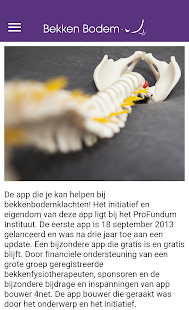 Bekken Bodem
De app die je kan helpen bij
bekkenbodemklachten! Het initiatief en
eigendom van deze app ligt bij het ProFundum
Instituut. De eerste app is 18 september 2013
gelanceerd en was na drie jaar toe aan een
update. Een bijzondere app die gratis is en gratis
blijft. Door financiele ondersteuning van een
grote groep geregistreerde
bekkenfysiotherapeuten, sponsoren en de
bijzondere bijdrage en inspanningen van app
bouwer 4net. De app bouwer die geraakt was
door het onderwerp en het initiatief.